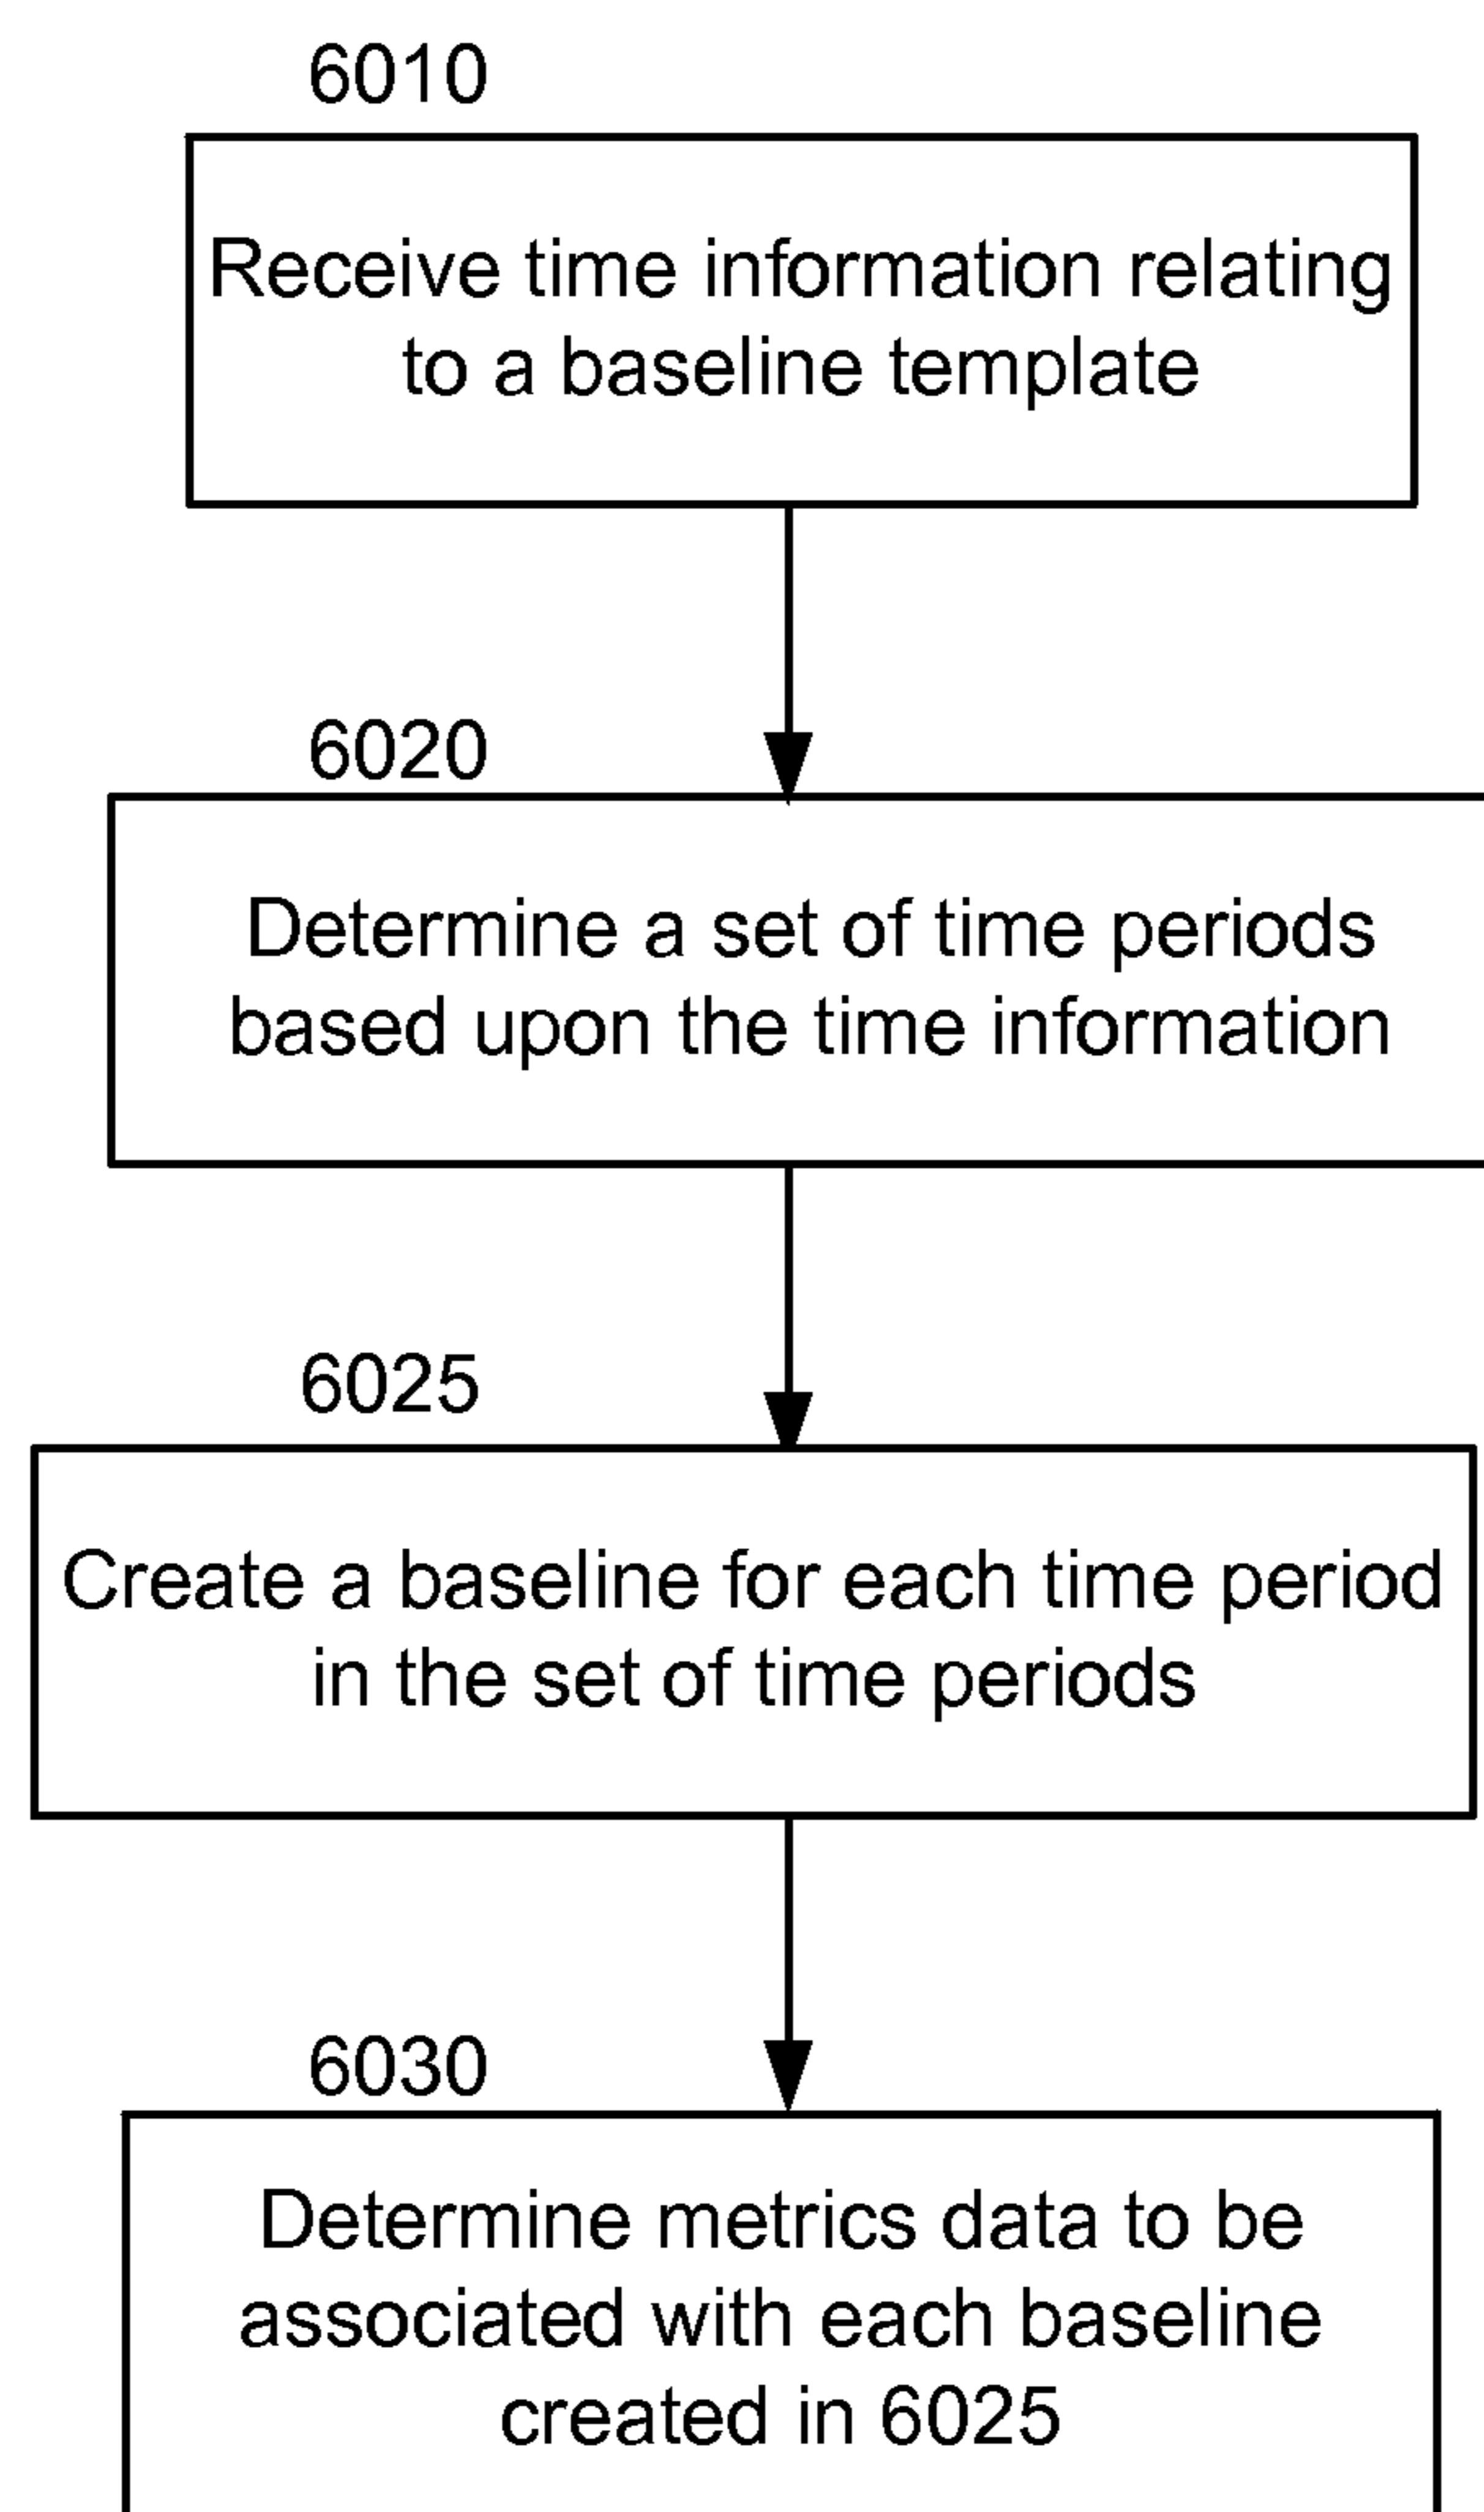 6010
Receive time information relating
to a baseline template
6020
Determine a set of time periods
based upon the time information
6025
Create a baseline for each time period
in the set of time periods
6030
Determine metrics data to be
associated with each baseline
created in 6025